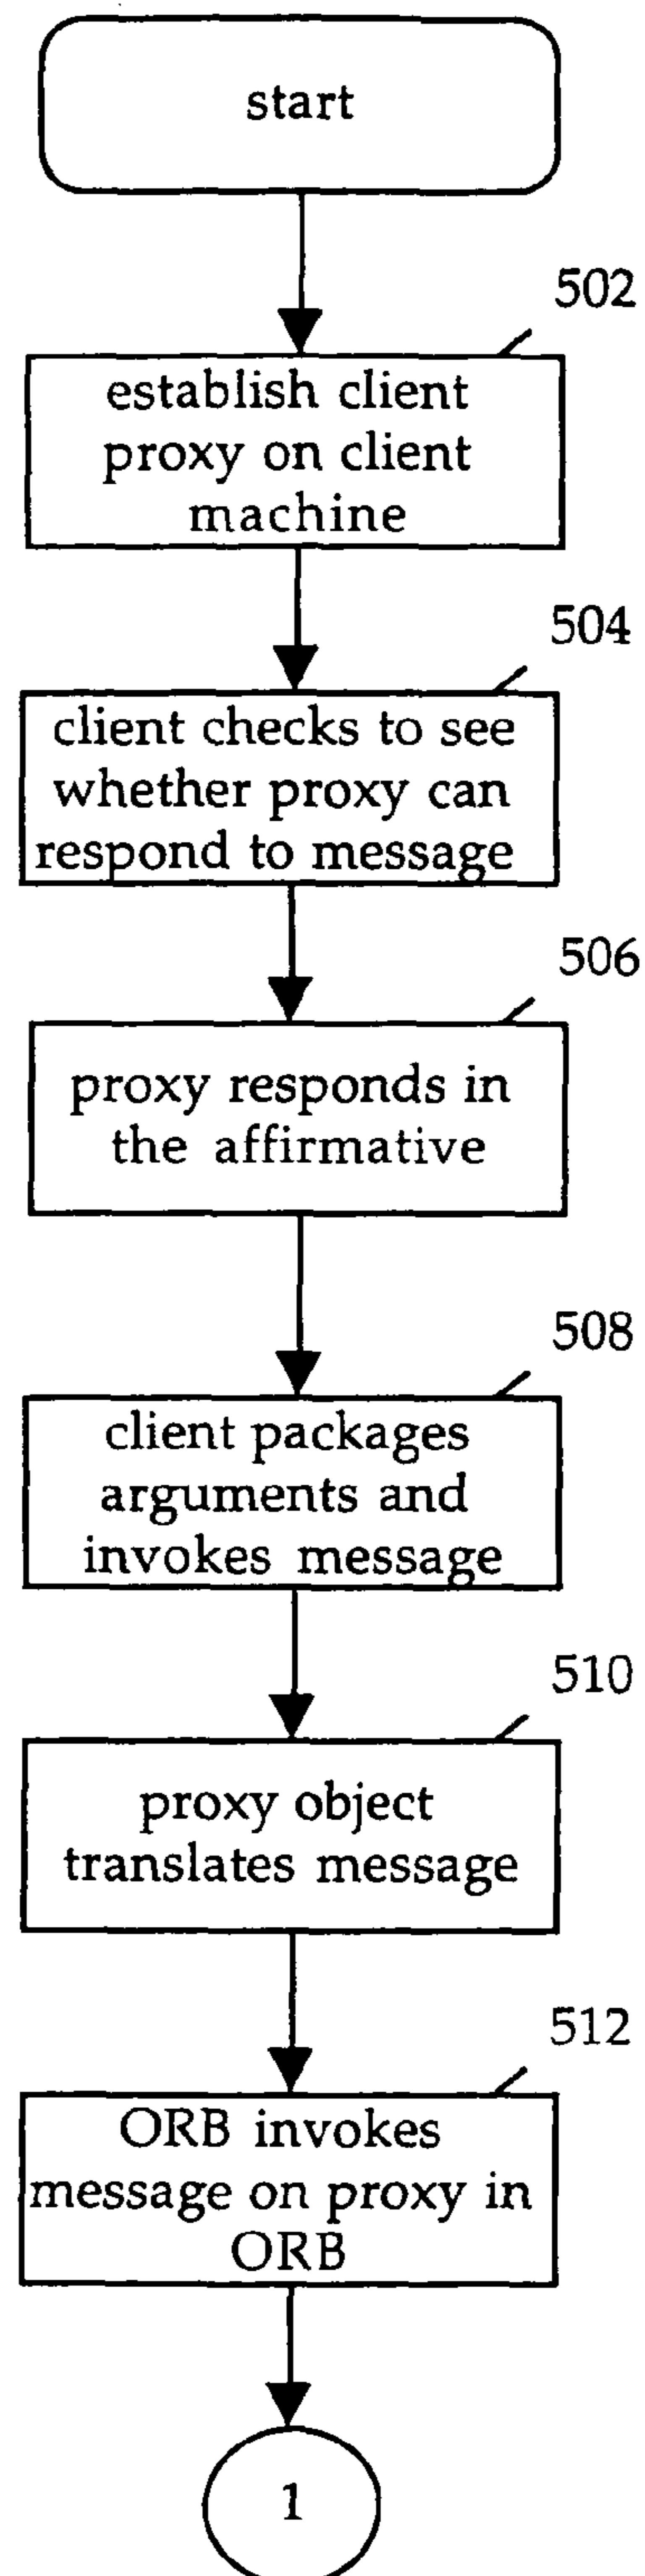 start
502
establish client
proxy on client
machine
504
client checks to see
whether proxy can
respond to message
506
proxy responds in
the affirmative
508
client packages
arguments and
invokes message
510
proxy object
translates message
512
ORB invokes
message on proxy in
ORB
1